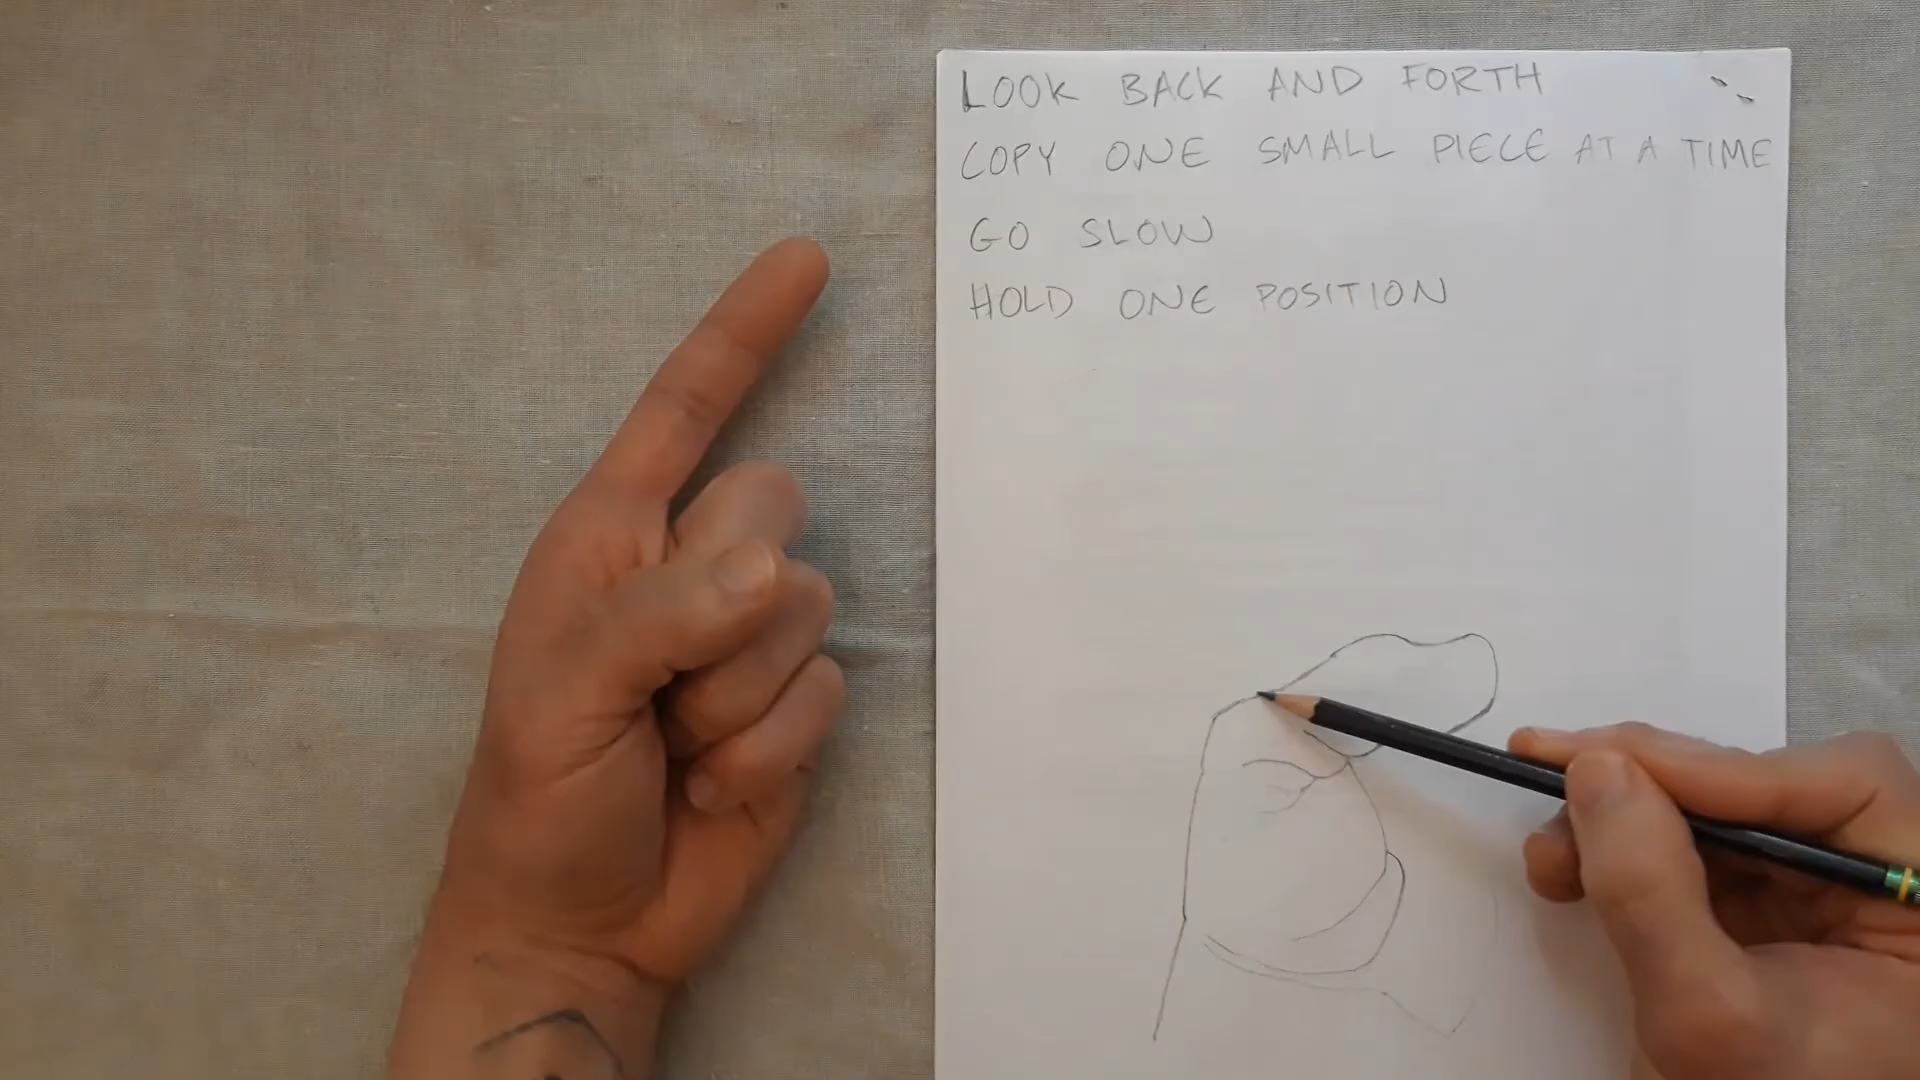 LOOK BACK AND FORTH
COPY ONE SMALL PIECE AT A TIME
GO SLOW
HOLD ONE POSITION